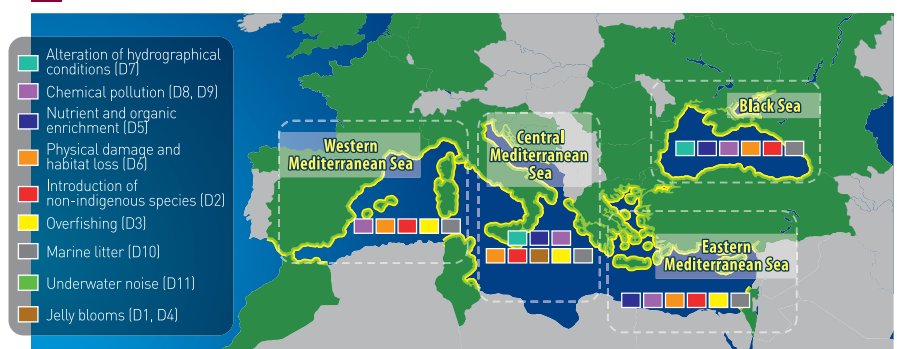 Alteration of hydrographical
conditions (D7)
Chemical pollution (D8, D9)
Nutrient and organic
enrichment (D5)
Physical damage and
habitat loss (D6)
Introduction of
non-indigenous species (D2)
Overfishing (D3)
Marine litter (D10)
Underwater noise (D11)
Jelly blooms (D1, D4)
Western
Mediterranean Sea
Central
Mediterranean
Sea
Black Sea
Eastern
Mediterranean Sea